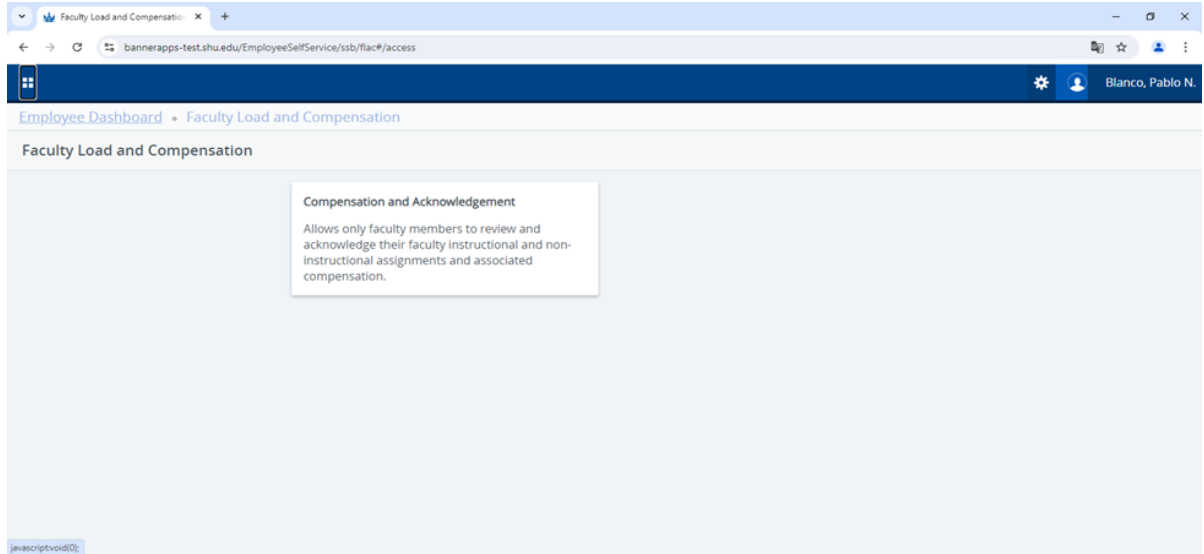 Faculty Load and Compensatio
bannerapps-test.shu.edu/EmployeeSelfService/ssb/flac#/access
Blanco, Pablo N.
Employee Dashboard • Faculty Load and Compensation
Faculty Load and Compensation
Compensation and Acknowledgement
Allows only faculty members to review and
acknowledge their faculty instructional and non-
instructional assignments and associated
compensation.
javascript:void(0);